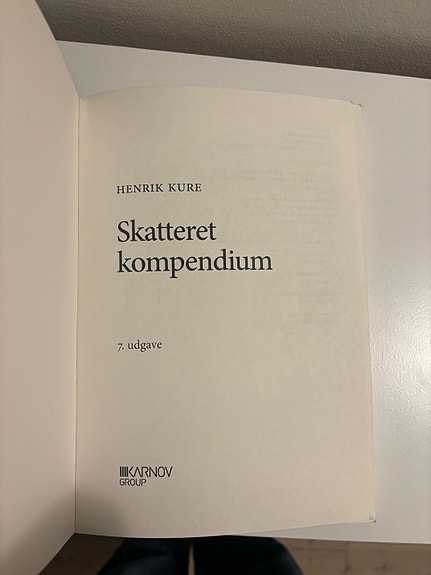 HENRIK KURE
Skatteret
kompendium
7. udgave
KARNOV
GROUP